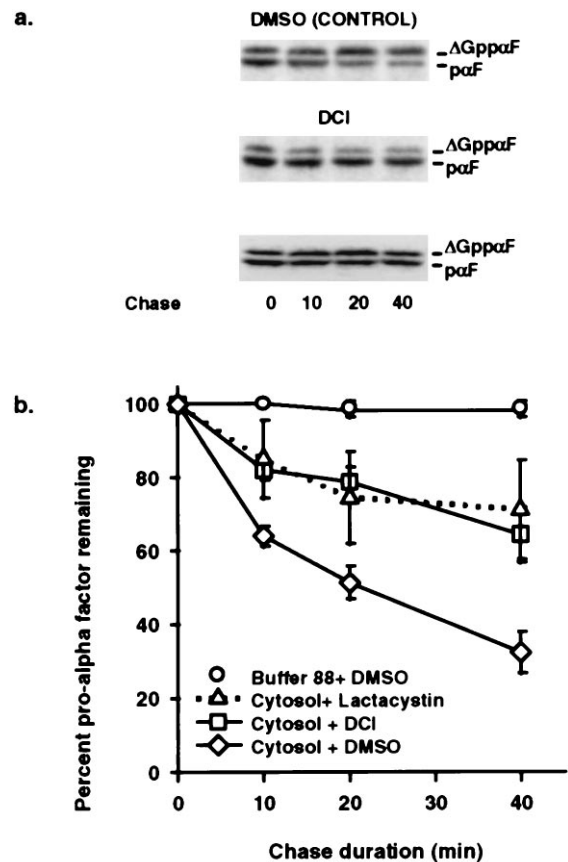 a.
DMSO (CONTROL)
ΔGppαF
pαF
DCI
ΔGppαF
pαF
ΔGppαF
pαF
Chase 0 10 20 40
b.
Percent pro-alpha factor remaining
100
80
60
40
20
0
Buffer 88+ DMSO
Cytosol+ Lactacystin
Cytosol + DCI
Cytosol + DMSO
0 10 20 30 40
Chase duration (min)